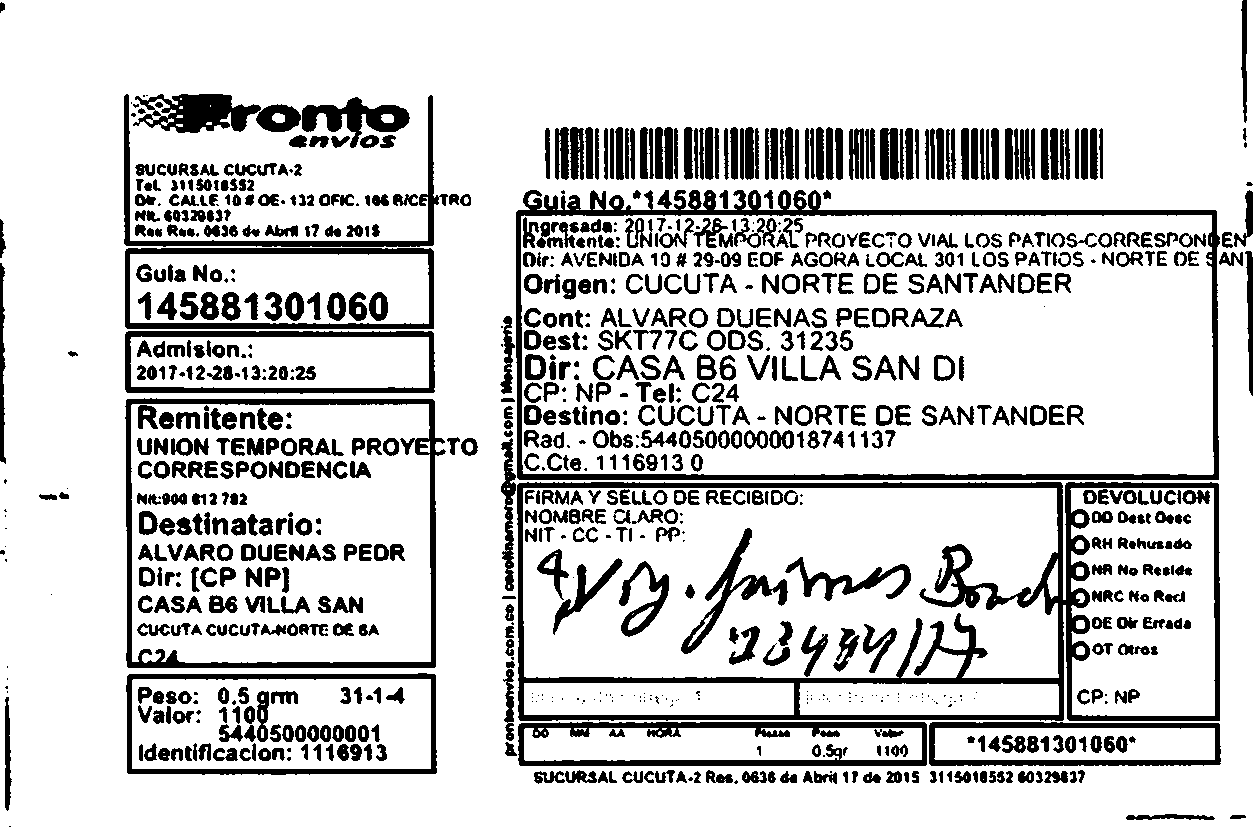 Pronto
envios
SUCURSAL CUCUTA-2
Tel. 3115018552
Dir. CALLE 10 # OE- 132 OFIC. 106 B/CENTRO
Nit. 60329837
Res Res. 0636 de Abril 17 de 2015
Guia No.:
145881301060
Admision.:
2017-12-28-13:20:25
Remitente:
UNION TEMPORAL PROYECTO
CORRESPONDENCIA
Nit:900 612 782
Destinatario:
ALVARO DUENAS PEDR
Dir: [CP NP]
CASA B6 VILLA SAN
CUCUTA CUCUTA-NORTE DE SA
C24
Peso: 0.5 grm 31-1-4
Valor: 1100
5440500000001
Identificacion: 1116913
prontoenvios.com.co | carolinamoro@gmail.com | Mensajeria
Guia No.*145881301060*
Ingresada: 2017-12-28-13:20:25
Remitente: UNION TEMPORAL PROYECTO VIAL LOS PATIOS-CORRESPONDEN
Dir: AVENIDA 10 # 29-09 EDF AGORA LOCAL 301 LOS PATIOS - NORTE DE SANT
Origen: CUCUTA - NORTE DE SANTANDER
Cont: ALVARO DUENAS PEDRAZA
Dest: SKT77C ODS. 31235
Dir: CASA B6 VILLA SAN DI
CP: NP - Tel: C24
Destino: CUCUTA - NORTE DE SANTANDER
Rad. - Obs:54405000000018741137
C.Cte. 1116913 0
FIRMA Y SELLO DE RECIBIDO:
NOMBRE CLARO:
NIT - CC - TI - PP:
DEVOLUCION
DD Dest Desc
RH Rehusado
NR No Reside
NRC No Recl
DE Dir Errada
OT Otros
CP: NP
DD MM AA HORA Piezas Peso Valor
1 0.5gr 1100
*145881301060*
SUCURSAL CUCUTA-2 Res. 0636 de Abril 17 de 2015 3115018552 60329837